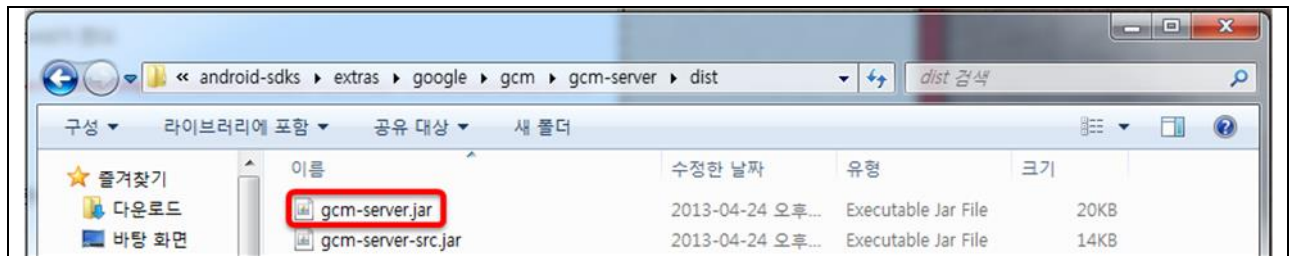 « android-sdks ▸ extras ▸ google ▸ gcm ▸ gcm-server ▸ dist dist 검색
구성 ▼ 라이브러리에 포함 ▼ 공유 대상 ▼ 새 폴더
이름 수정한 날짜 유형 크기
즐겨찾기
다운로드
바탕 화면
gcm-server.jar 2013-04-24 오후... Executable Jar File 20KB
gcm-server-src.jar 2013-04-24 오후... Executable Jar File 14KB